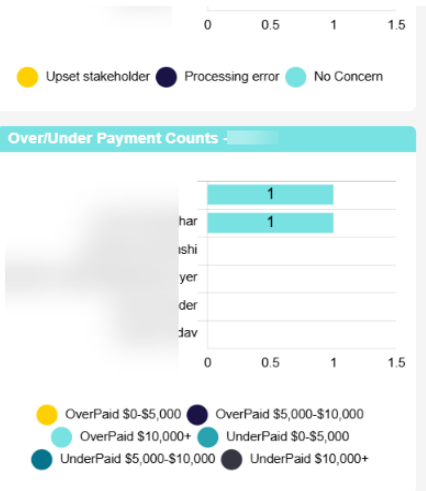 0 0.5 1 1.5
Upset stakeholder Processing error No Concern
Over/Under Payment Counts -
1
har 1
shi
yer
der
dav
0 0.5 1 1.5
OverPaid $0-$5,000 OverPaid $5,000-$10,000
OverPaid $10,000+ UnderPaid $0-$5,000
UnderPaid $5,000-$10,000 UnderPaid $10,000+